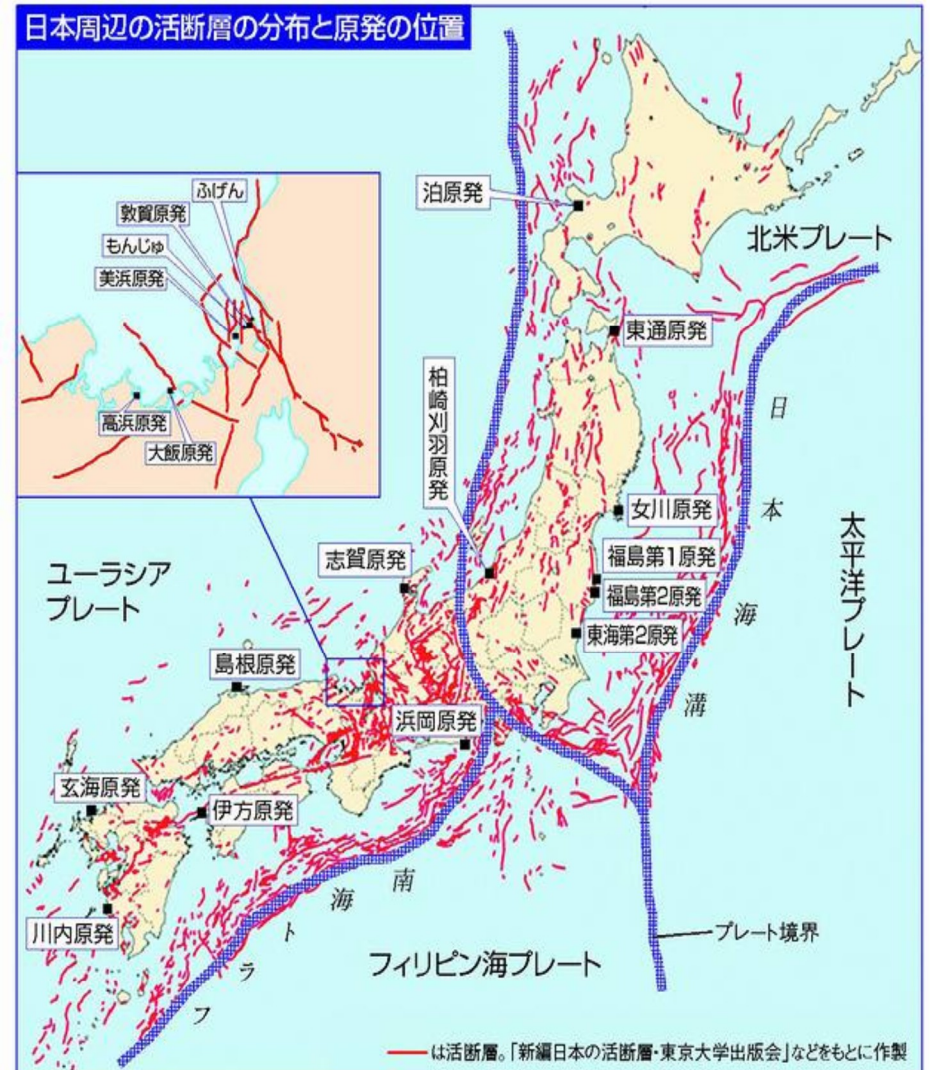 日本周辺の活断層の分布と原発の位置
ふげん
敦賀原発
もんじゅ
美浜原発
高浜原発
大飯原発
泊原発
北米プレート
東通原発
柏崎刈羽原発
日本海溝
女川原発
太平洋プレート
福島第1原発
福島第2原発
東海第2原発
志賀原発
ユーラシア
プレート
島根原発
浜岡原発
玄海原発
伊方原発
川内原発
南海トラフ
プレート境界
フィリピン海プレート
は活断層。「新編日本の活断層・東京大学出版会」などをもとに作製